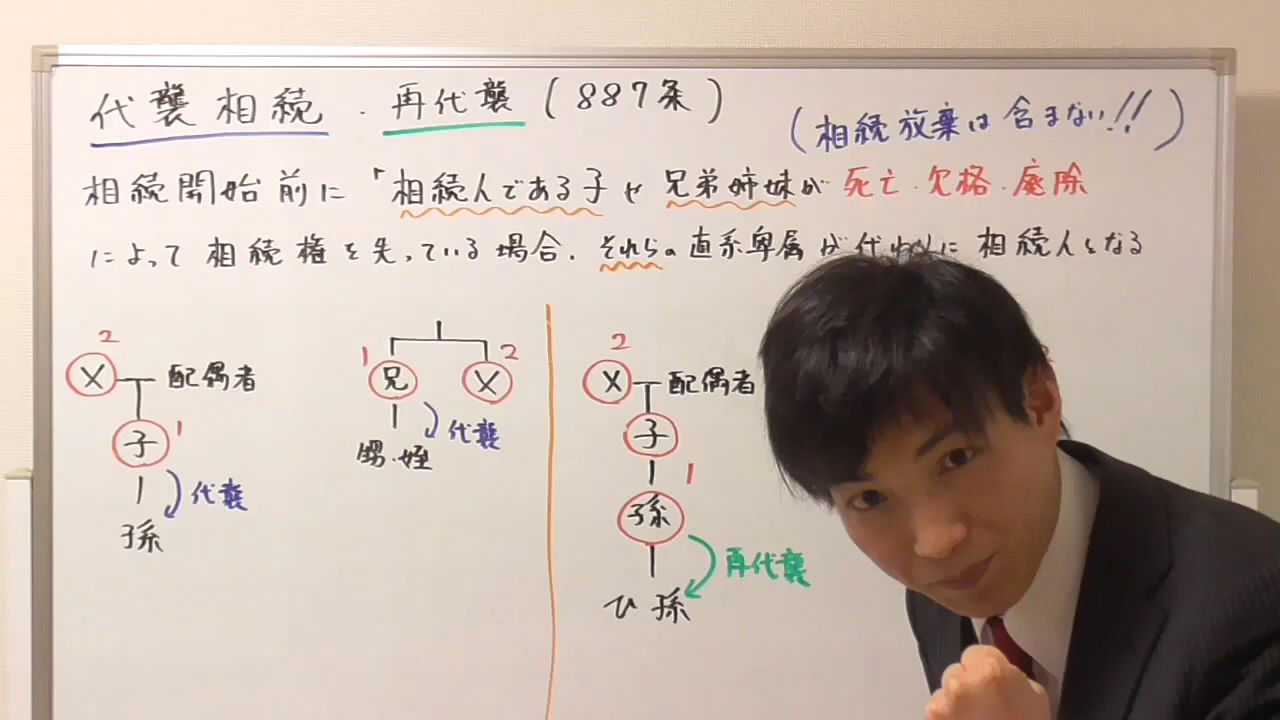 代襲相続・再代襲（887条）
（相続放棄は含まない!!）
相続開始前に「相続人である子や兄弟姉妹が死亡・欠格・廃除
によって相続権を失っている場合、それらの直系卑属が代わりに相続人となる
2
X 配偶者
子 1
代襲
孫
1 兄 X 2
代襲
甥・姪
2
X 配偶者
子
1
孫
再代襲
ひ孫